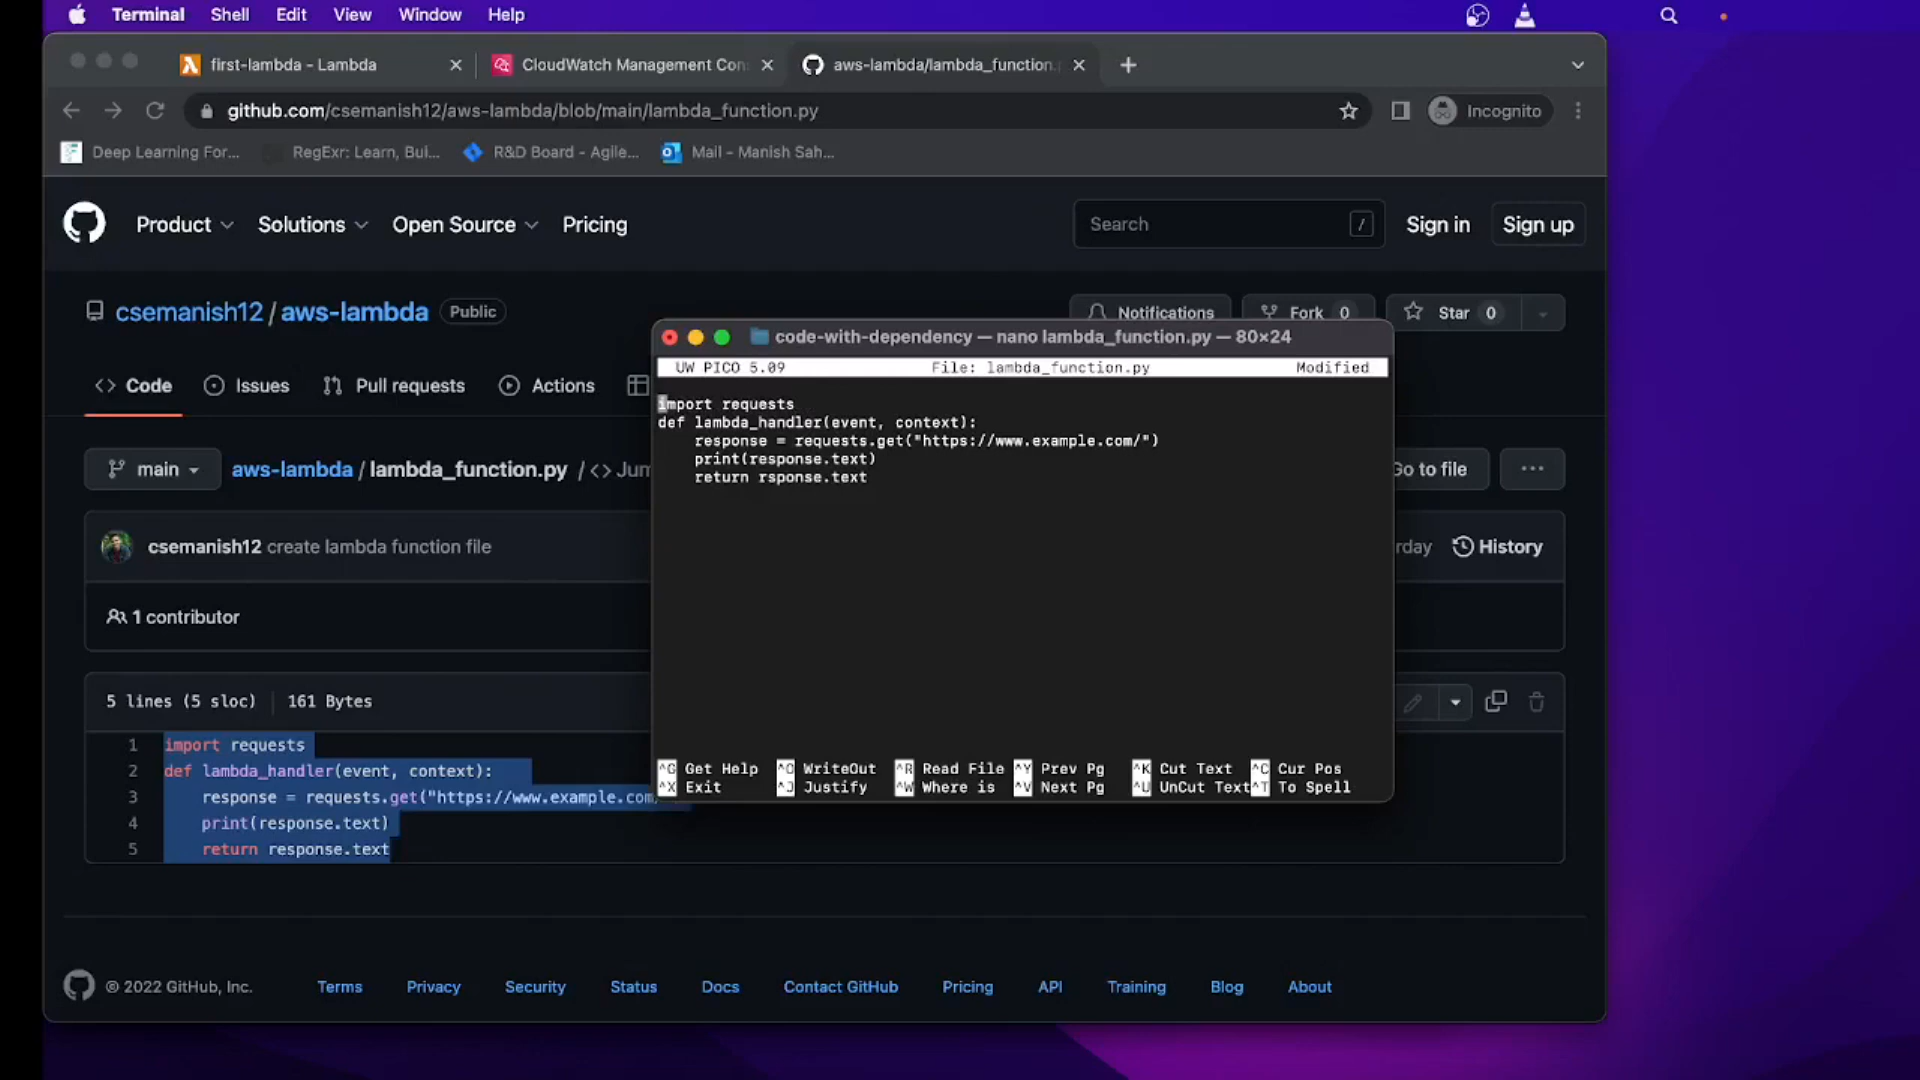 Terminal Shell Edit View Window Help
first-lambda - Lambda
CloudWatch Management Con
aws-lambda/lambda_function.
github.com/csemanish12/aws-lambda/blob/main/lambda_function.py
Incognito
Deep Learning For...
RegExr: Learn, Bui...
R&D Board - Agile...
Mail - Manish Sah...
Product
Solutions
Open Source
Pricing
Search /
Sign in
Sign up
csemanish12 / aws-lambda Public
Notifications
Fork 0
Star 0
<> Code
Issues
Pull requests
Actions
main
aws-lambda / lambda_function.py / <> Jum
Go to file
...
csemanish12 create lambda function file
rday
History
1 contributor
5 lines (5 sloc) | 161 Bytes
1 import requests
2 def lambda_handler(event, context):
3 response = requests.get("https://www.example.com
4 print(response.text)
5 return response.text
code-with-dependency — nano lambda_function.py — 80×24
UW PICO 5.09 File: lambda_function.py Modified
import requests
def lambda_handler(event, context):
response = requests.get("https://www.example.com/")
print(response.text)
return rsponse.text
^G Get Help ^O WriteOut ^R Read File ^Y Prev Pg ^K Cut Text ^C Cur Pos
^X Exit ^J Justify ^W Where is ^V Next Pg ^U UnCut Text ^T To Spell
© 2022 GitHub, Inc. Terms Privacy Security Status Docs Contact GitHub Pricing API Training Blog About